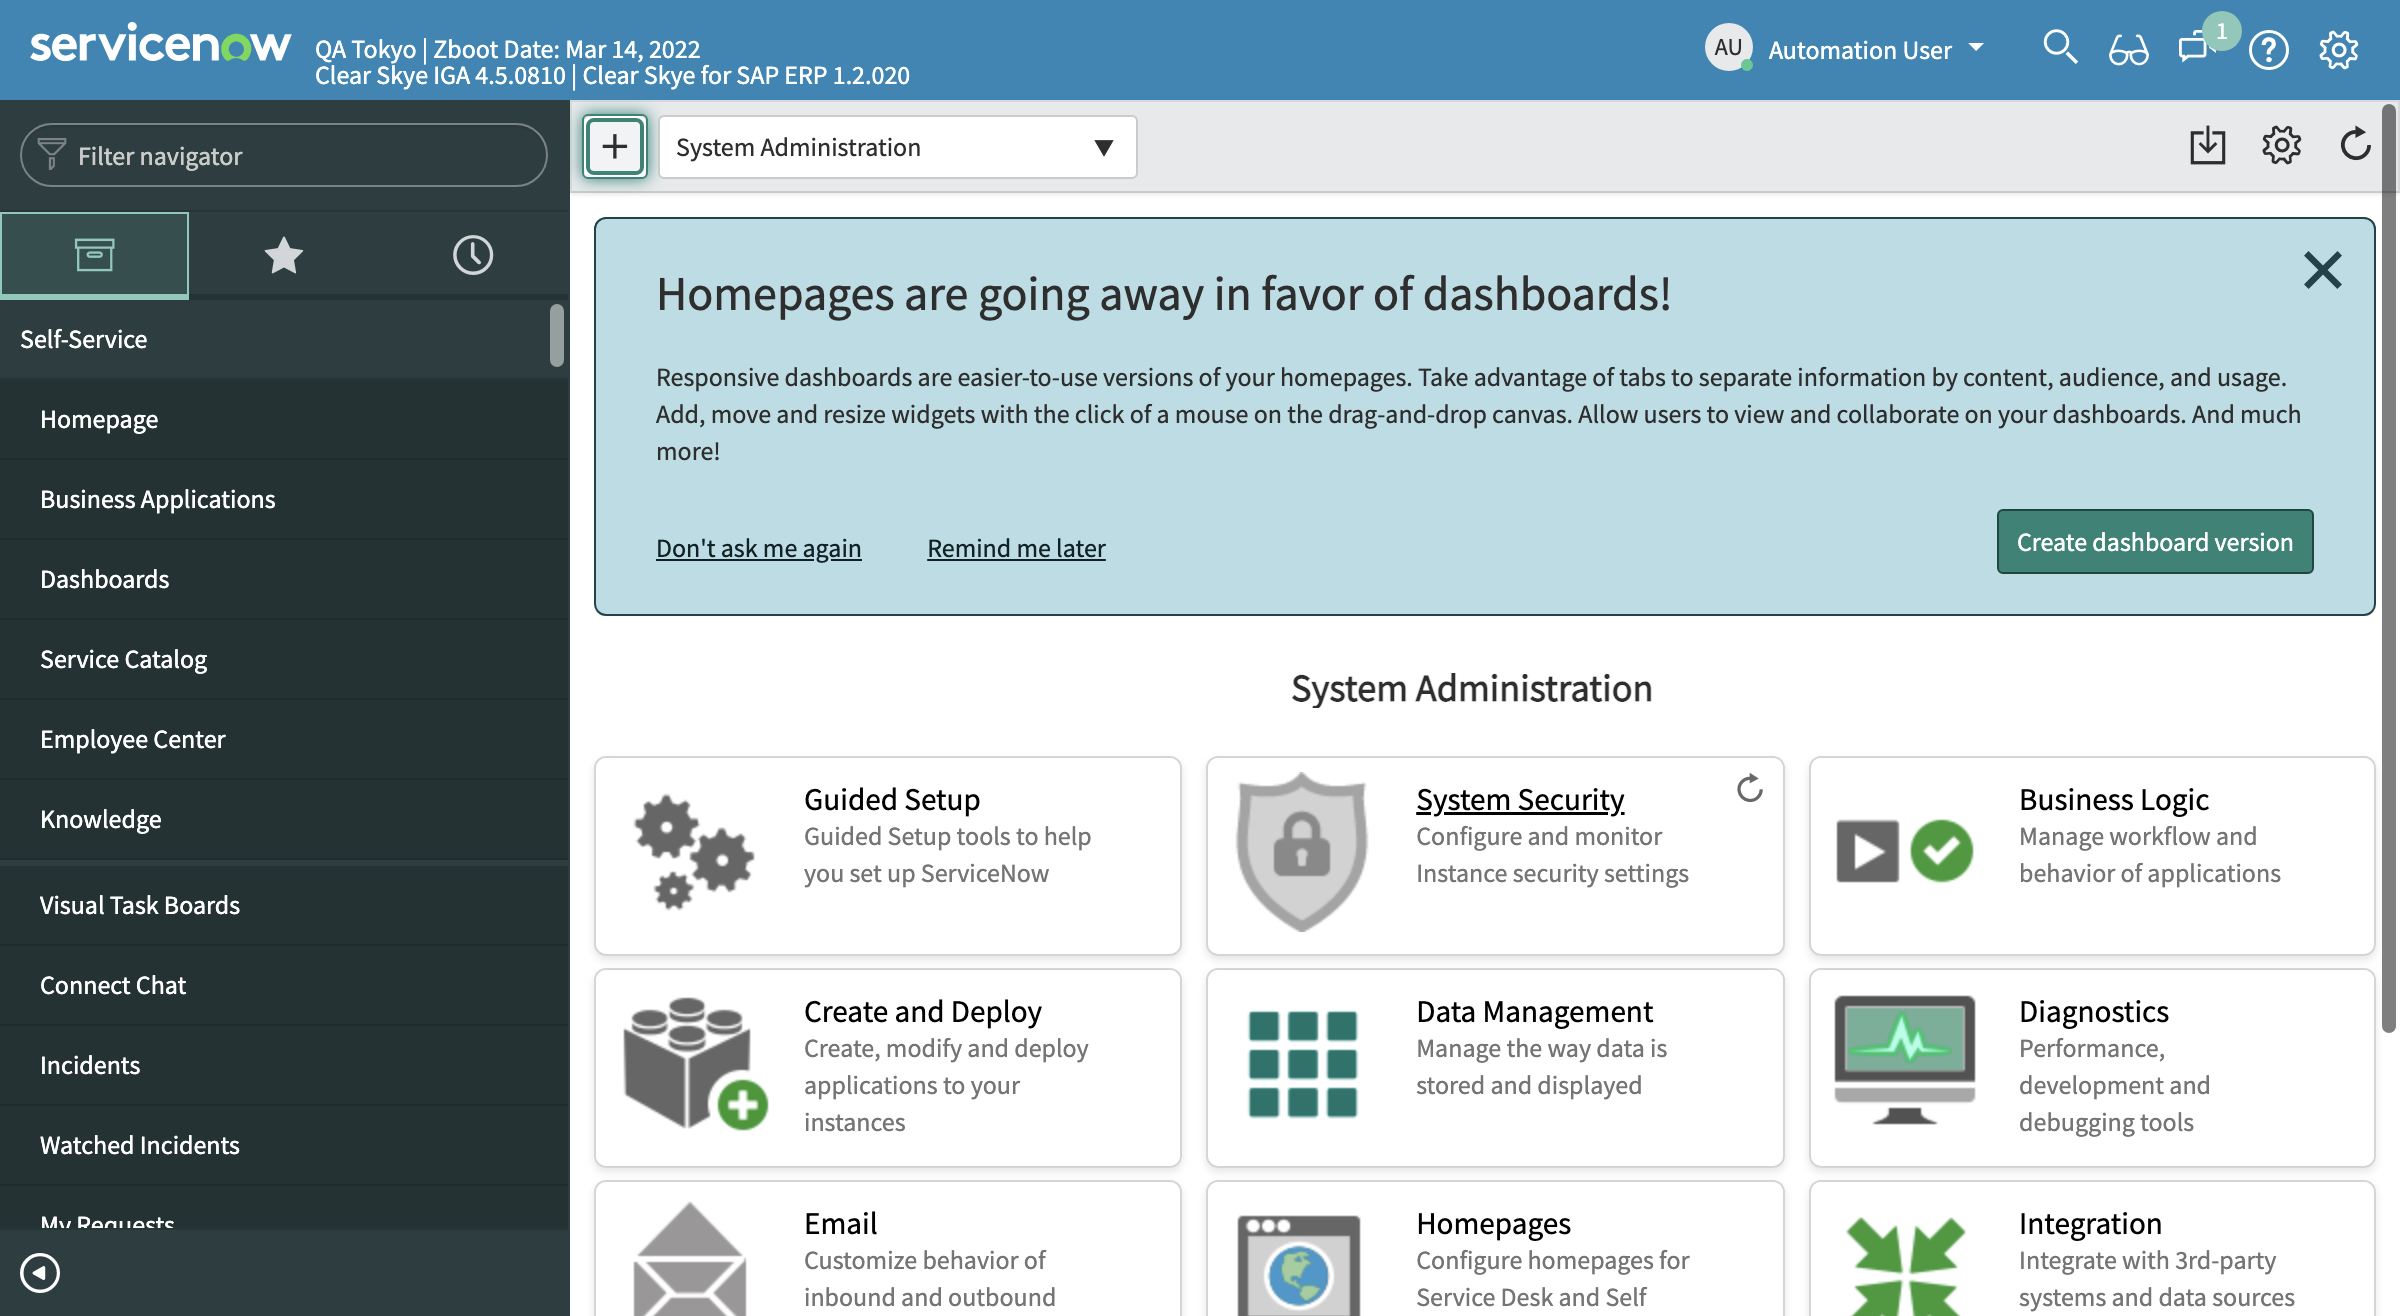 servicenow
QA Tokyo | Zboot Date: Mar 14, 2022
Clear Skye IGA 4.5.0810 | Clear Skye for SAP ERP 1.2.020
AU
Automation User
1
Filter navigator
System Administration
Self-Service
Homepage
Business Applications
Dashboards
Service Catalog
Employee Center
Knowledge
Visual Task Boards
Connect Chat
Incidents
Watched Incidents
My Requests
Homepages are going away in favor of dashboards!
Responsive dashboards are easier-to-use versions of your homepages. Take advantage of tabs to separate information by content, audience, and usage.
Add, move and resize widgets with the click of a mouse on the drag-and-drop canvas. Allow users to view and collaborate on your dashboards. And much
more!
Don't ask me again
Remind me later
Create dashboard version
System Administration
Guided Setup
Guided Setup tools to help
you set up ServiceNow
System Security
Configure and monitor
Instance security settings
Business Logic
Manage workflow and
behavior of applications
Create and Deploy
Create, modify and deploy
applications to your
instances
Data Management
Manage the way data is
stored and displayed
Diagnostics
Performance,
development and
debugging tools
Email
Customize behavior of
inbound and outbound
Homepages
Configure homepages for
Service Desk and Self
Integration
Integrate with 3rd-party
systems and data sources